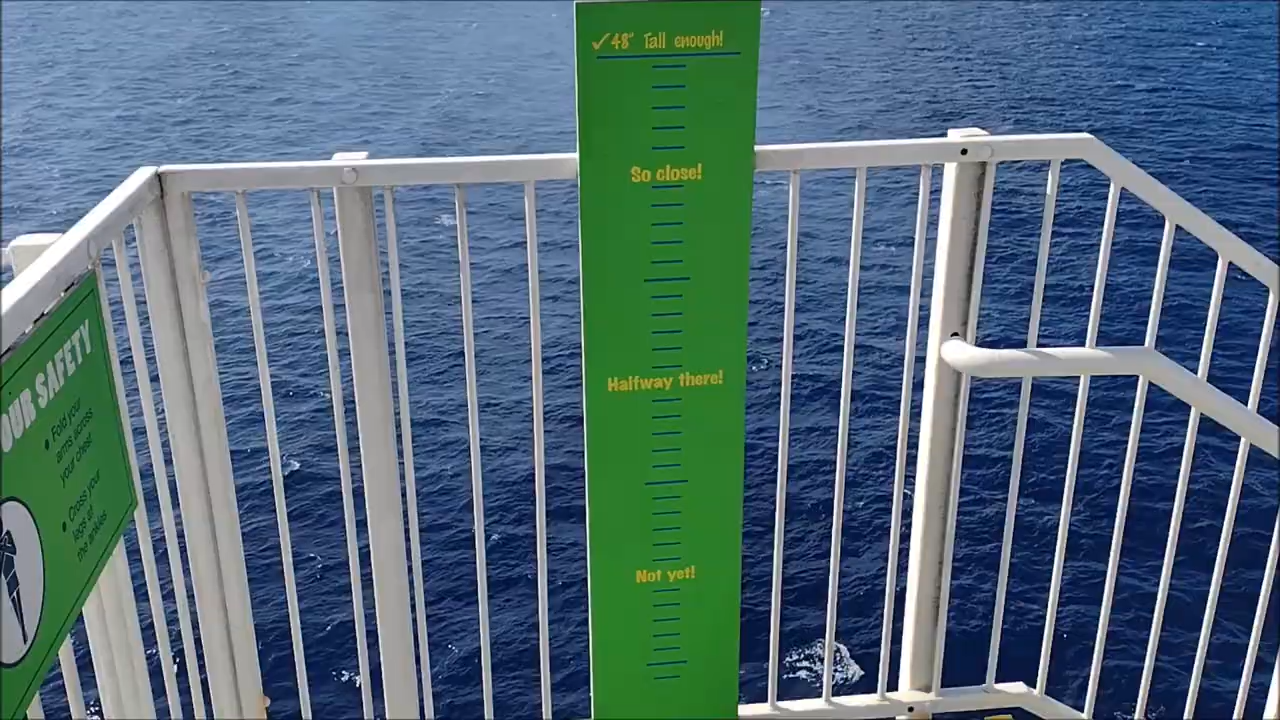 ✓48" Tall enough!
So close!
Halfway there!
Not yet!
OUR SAFETY
• Fold your
arms across
your chest
• Cross your
legs at
the ankles